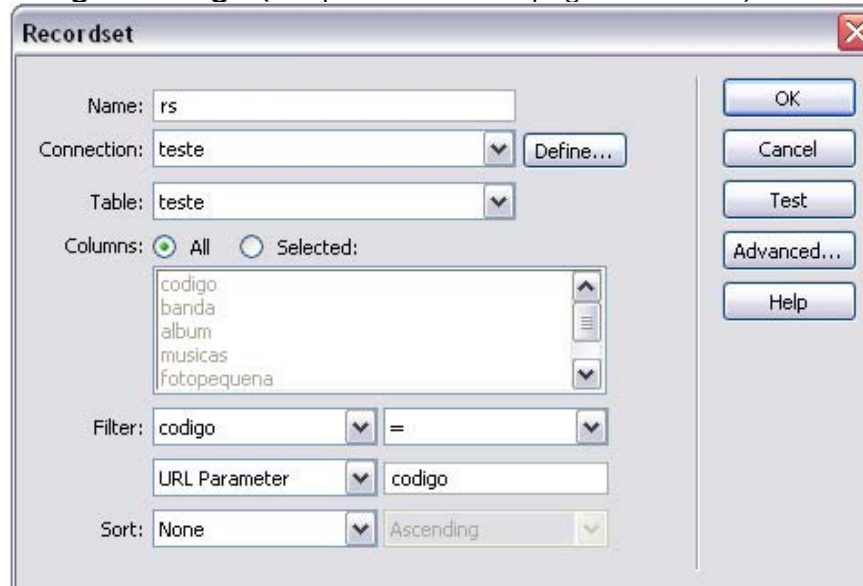 Recordset
Name: rs
OK
Connection: teste Define... Cancel
Table: teste Test
Columns: All Selected: Advanced...
codigo Help
banda
album
musicas
fotopequena
Filter: codigo =
URL Parameter codigo
Sort: None Ascending